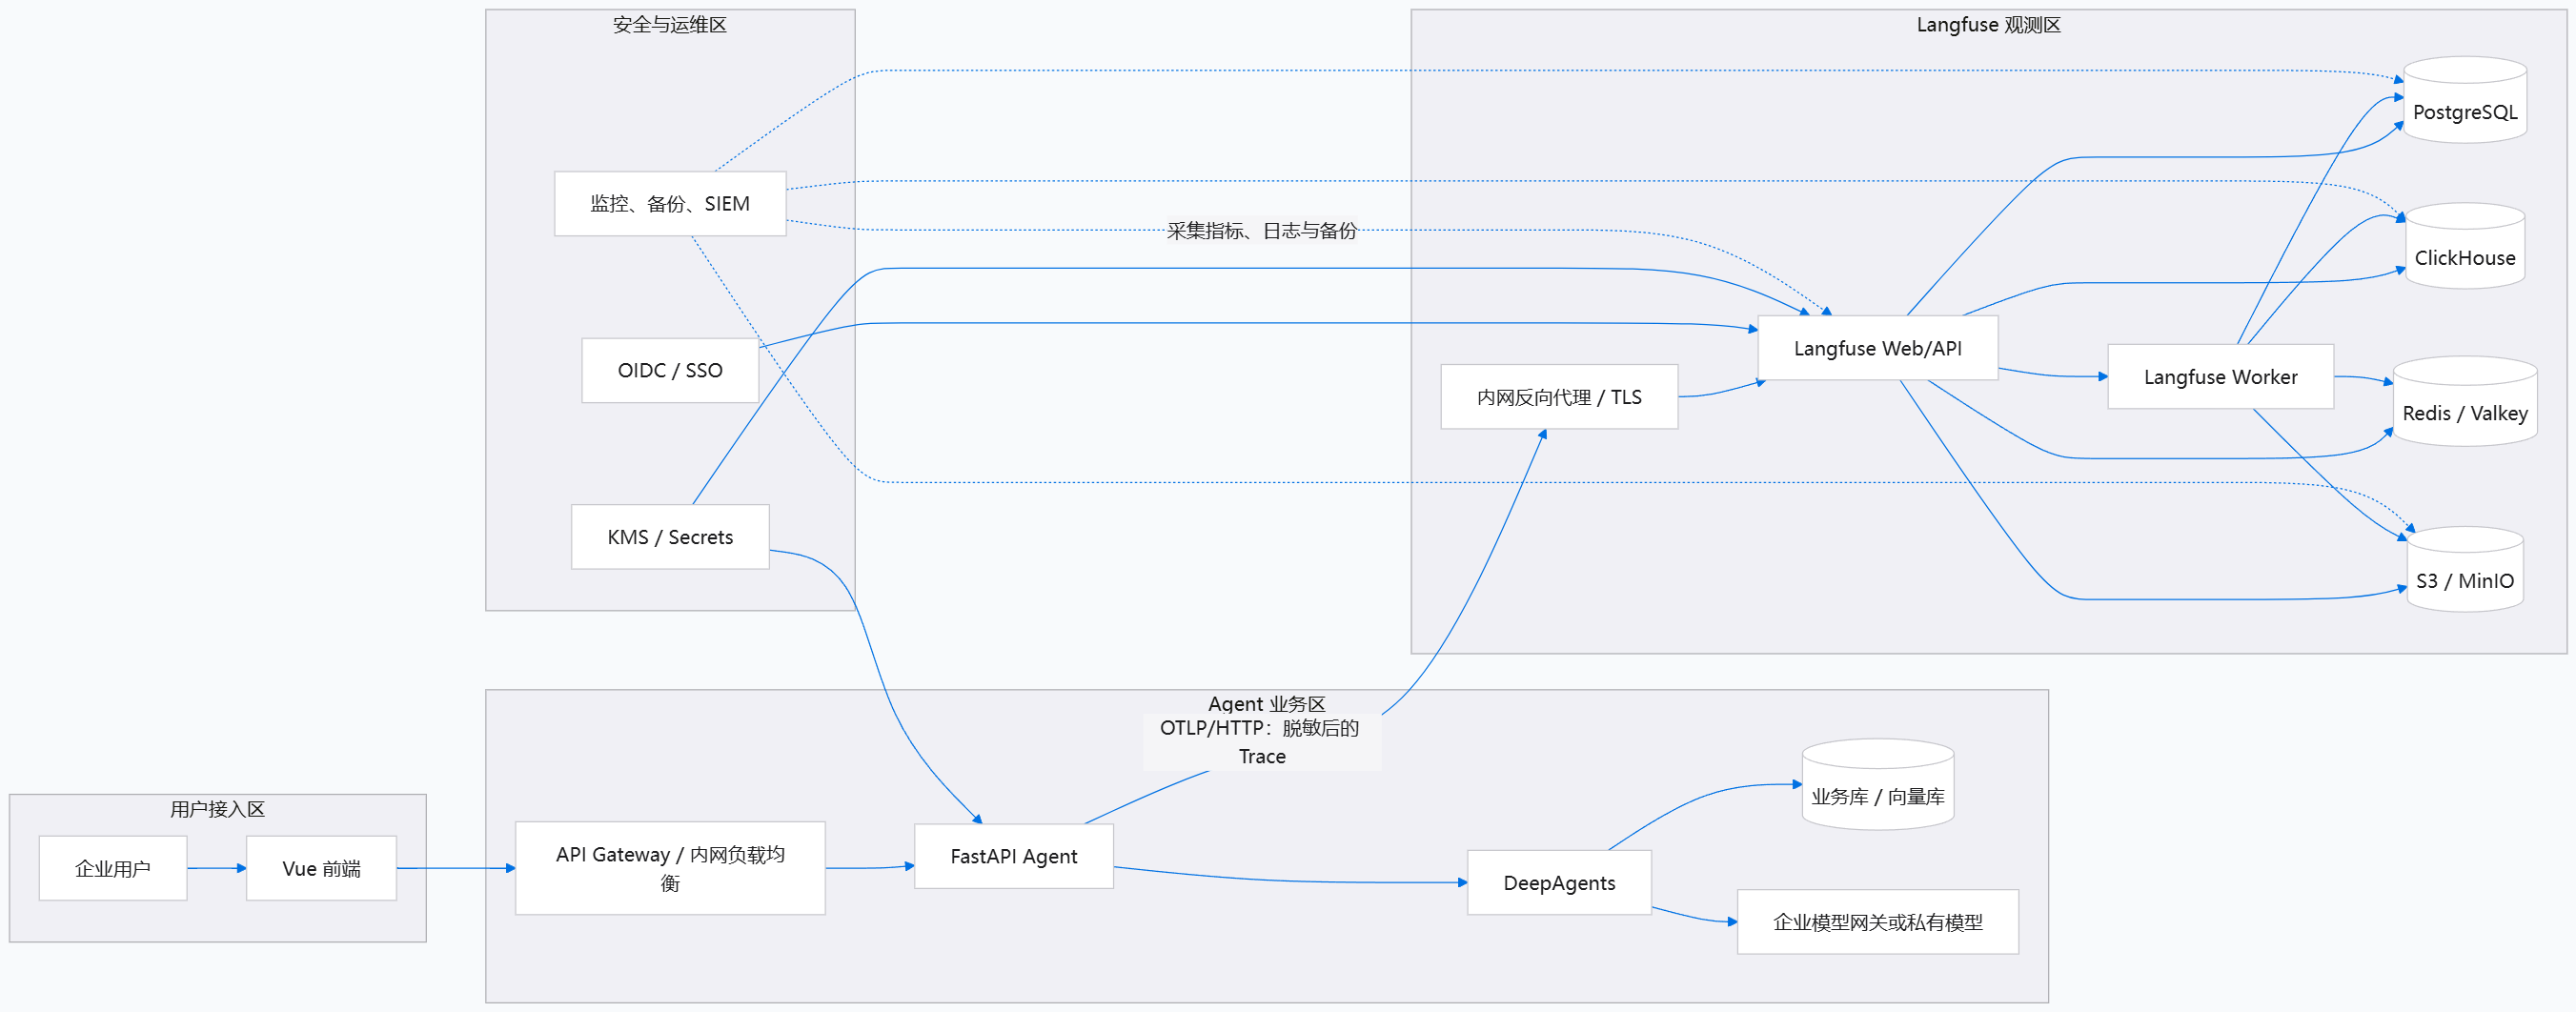 安全与运维区
监控、备份、SIEM
OIDC / SSO
KMS / Secrets
采集指标、日志与备份
Langfuse 观测区
内网反向代理 / TLS
Langfuse Web/API
Langfuse Worker
PostgreSQL
ClickHouse
Redis / Valkey
S3 / MinIO
用户接入区
企业用户
Vue 前端
Agent 业务区
OTLP/HTTP：脱敏后的
Trace
API Gateway / 内网负载均
衡
FastAPI Agent
DeepAgents
业务库 / 向量库
企业模型网关或私有模型